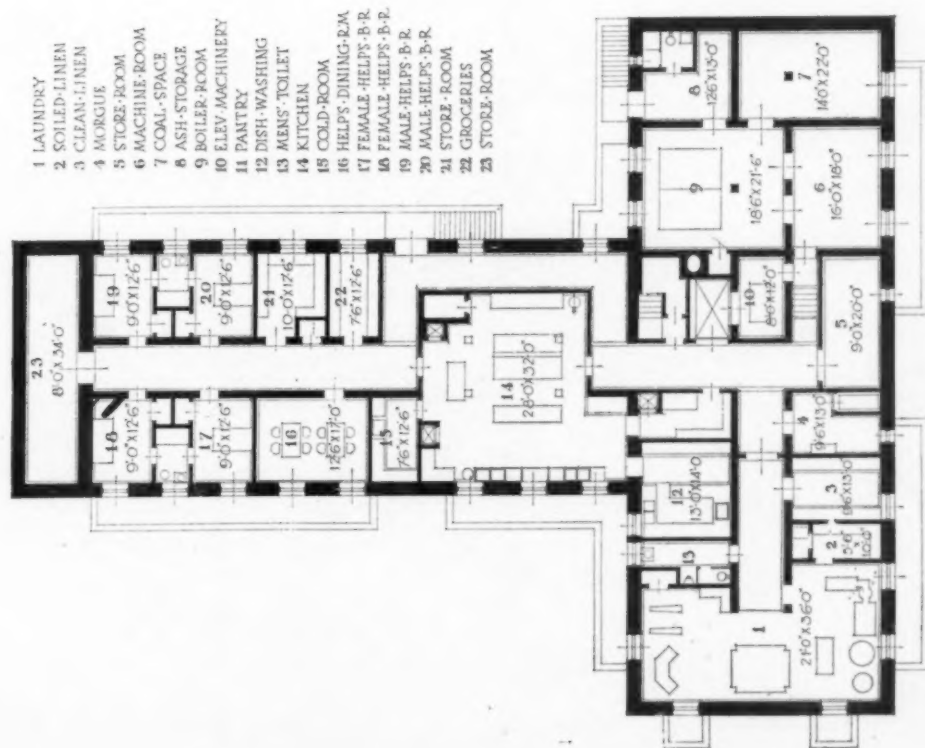 1 LAUNDRY
2 SOILED·LINEN
3 CLEAN·LINEN
4 MORGUE
5 STORE·ROOM
6 MACHINE·ROOM
7 COAL·SPACE
8 ASH·STORAGE
9 BOILER·ROOM
10 ELEV·MACHINERY
11 PANTRY
12 DISH·WASHING
13 MENS'·TOILET
14 KITCHEN
15 COLD·ROOM
16 HELPS·DINING·RM
17 FEMALE·HELPS·B·R·
18 FEMALE·HELPS·B·R·
19 MALE·HELPS·B·R
20 MALE·HELPS·B·R
21 STORE·ROOM
22 GROCERIES
23 STORE·ROOM
23
8'·0"X34'·0"
19
9'·0"X12'·6"
20
9'·0"X12'·6"
21
10'·0"X12'·6"
22
7'·6"X12'·6"
18
9'·0"X12'·6"
17
9'·0"X12'·6"
16
15
7'·6"X12'·6"
14
28'·0"X32'·0"
8
12'·6"X13'·0"
7
14'·0"X22'·0"
9
18'·6"X21'·6"
6
16'·0"X18'·0"
10
8'·0"X12'·0"
5
9'·0"X20'·0"
4
9'·6"X13'·0"
12
13'·0"X14'·0"
3
13
2
5'·6"
X
10'·0"
1
21'·0"X36'·0"